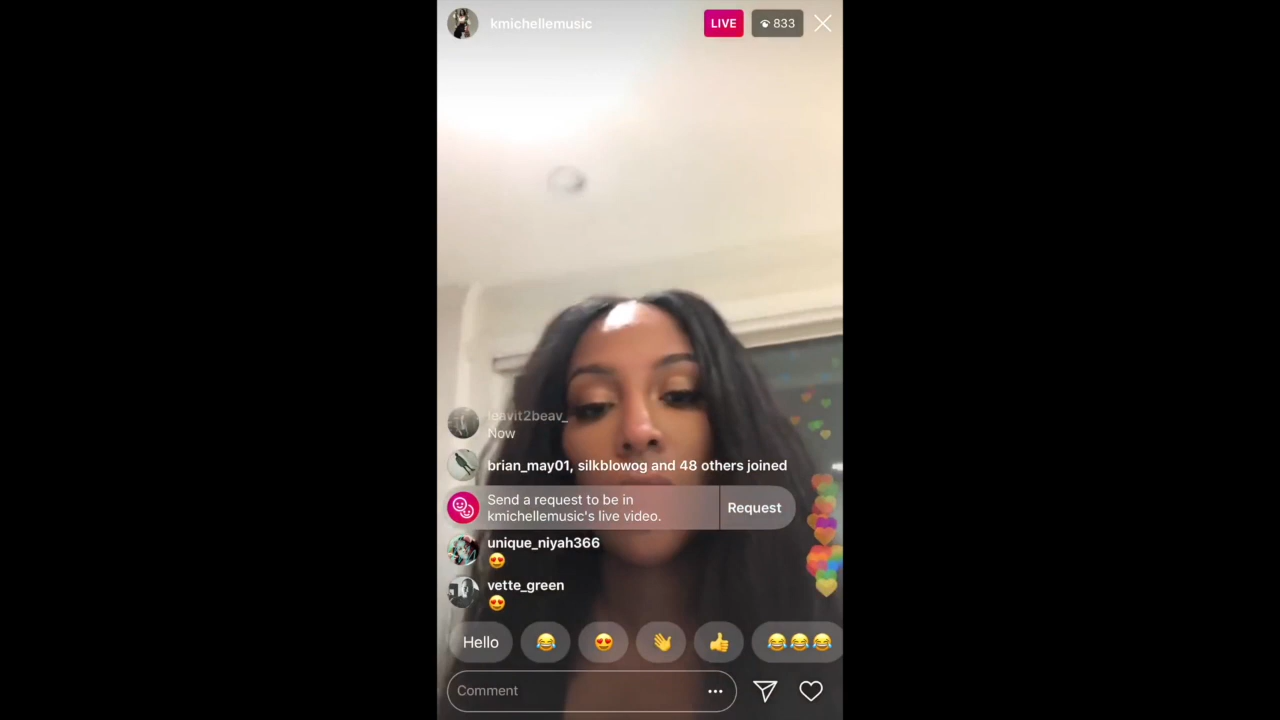 kmichellemusic
LIVE
833
leavit2beav_
Now
brian_may01, silkblowog and 48 others joined
Send a request to be in
kmichellemusic's live video.
Request
unique_niyah366
😍
vette_green
😍
Hello 😂 😍 👋 👍 😂😂😂
Comment